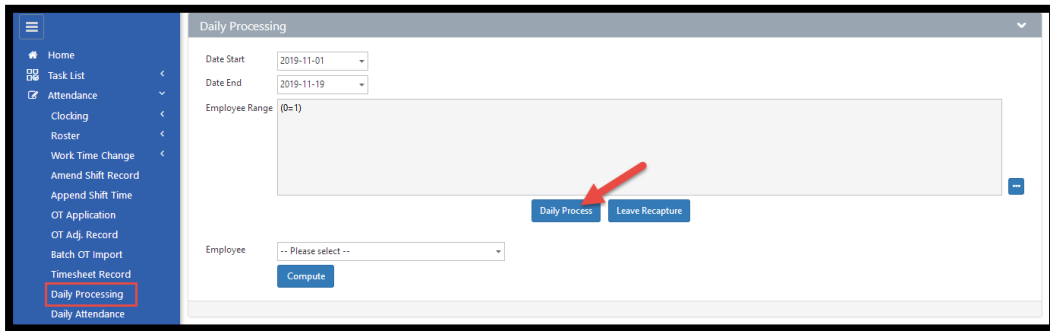 Daily Processing
Home
Task List
Attendance
Clocking
Roster
Work Time Change
Amend Shift Record
Append Shift Time
OT Application
OT Adj. Record
Batch OT Import
Timesheet Record
Daily Processing
Daily Attendance
Date Start 2019-11-01
Date End 2019-11-19
Employee Range (0=1)
Daily Process Leave Recapture
Employee -- Please select --
Compute